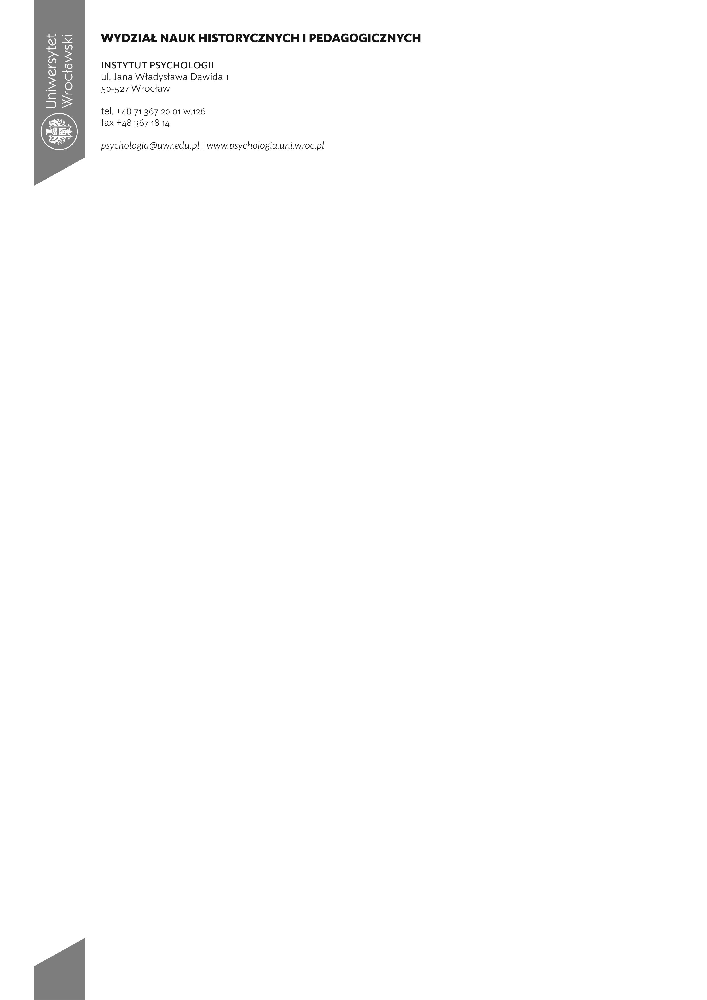 Uniwersytet
Wrocławski
WYDZIAŁ NAUK HISTORYCZNYCH I PEDAGOGICZNYCH
INSTYTUT PSYCHOLOGII
ul. Jana Władysława Dawida 1
50-527 Wrocław
tel. +48 71 367 20 01 w.126
fax +48 367 18 14
psychologia@uwr.edu.pl | www.psychologia.uni.wroc.pl